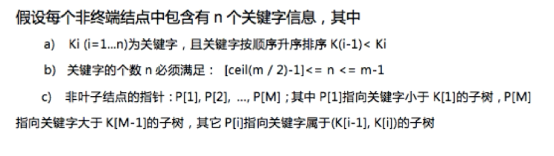 假设每个非终端结点中包含有 n 个关键字信息，其中
a) Ki (i=1...n)为关键字，且关键字按顺序升序排序 K(i-1)< Ki
b) 关键字的个数 n 必须满足： [ceil(m / 2)-1]<= n <= m-1
c) 非叶子结点的指针：P[1], P[2], ..., P[M]；其中 P[1]指向关键字小于 K[1]的子树，P[M]
指向关键字大于 K[M-1]的子树，其它 P[i]指向关键字属于(K[i-1], K[i])的子树